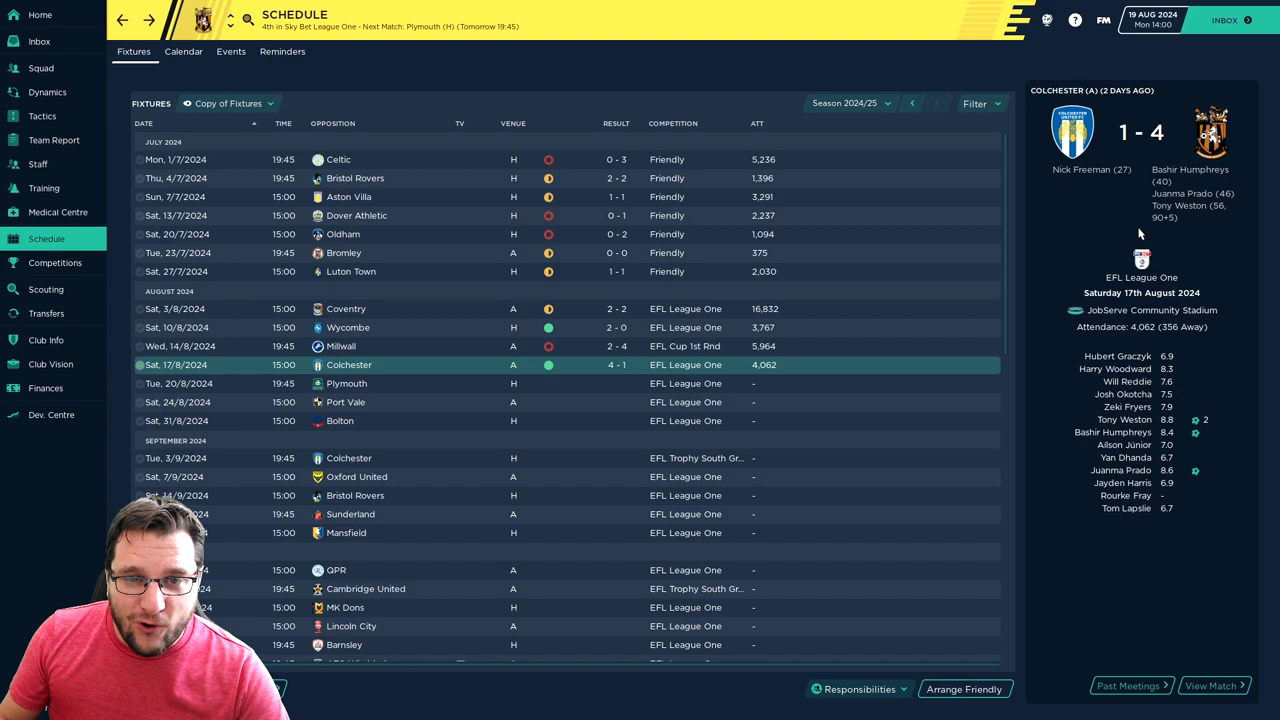 Home
Inbox
Squad
Dynamics
Tactics
Team Report
Staff
Training
Medical Centre
Schedule
Competitions
Scouting
Transfers
Club Info
Club Vision
Finances
Dev. Centre
SCHEDULE
4th in Sky Bet League One - Next Match: Plymouth (H) (Tomorrow 19:45)
? FM
19 AUG 2024
Mon 14:00
INBOX
Fixtures Calendar Events Reminders
FIXTURES Copy of Fixtures Season 2024/25 Filter
DATE TIME OPPOSITION TV VENUE RESULT COMPETITION ATT
JULY 2024
Mon, 1/7/2024 19:45 Celtic H 0 - 3 Friendly 5,236
Thu, 4/7/2024 19:45 Bristol Rovers H 2 - 2 Friendly 1,396
Sun, 7/7/2024 15:00 Aston Villa H 1 - 1 Friendly 3,291
Sat, 13/7/2024 15:00 Dover Athletic H 0 - 1 Friendly 2,237
Sat, 20/7/2024 15:00 Oldham H 0 - 2 Friendly 1,094
Tue, 23/7/2024 19:45 Bromley A 0 - 0 Friendly 375
Sat, 27/7/2024 15:00 Luton Town H 1 - 1 Friendly 2,030
AUGUST 2024
Sat, 3/8/2024 15:00 Coventry A 2 - 2 EFL League One 16,832
Sat, 10/8/2024 15:00 Wycombe H 2 - 0 EFL League One 3,767
Wed, 14/8/2024 19:45 Millwall A 2 - 4 EFL Cup 1st Rnd 5,964
Sat, 17/8/2024 15:00 Colchester A 4 - 1 EFL League One 4,062
Tue, 20/8/2024 19:45 Plymouth H EFL League One -
Sat, 24/8/2024 15:00 Port Vale A EFL League One -
Sat, 31/8/2024 15:00 Bolton H EFL League One -
SEPTEMBER 2024
Tue, 3/9/2024 19:45 Colchester H EFL Trophy South Gr... -
Sat, 7/9/2024 15:00 Oxford United A EFL League One -
Sat, 14/9/2024 15:00 Bristol Rovers H EFL League One -
/9/2024 19:45 Sunderland A EFL League One -
/9/2024 15:00 Mansfield H EFL League One -
15:00 QPR A EFL League One -
19:45 Cambridge United A EFL Trophy South Gr... -
15:00 MK Dons H EFL League One -
15:00 Lincoln City A EFL League One -
19:45 Barnsley H EFL League One -
Responsibilities Arrange Friendly
COLCHESTER (A) (2 DAYS AGO)
1 - 4
Nick Freeman (27)
Bashir Humphreys
(40)
Juanma Prado (46)
Tony Weston (56,
90+5)
EFL League One
Saturday 17th August 2024
JobServe Community Stadium
Attendance: 4,062 (356 Away)
Hubert Graczyk 6.9
Harry Woodward 8.3
Will Reddie 7.6
Josh Okotcha 7.5
Zeki Fryers 7.9
Tony Weston 8.8 2
Bashir Humphreys 8.4
Aílson Júnior 7.0
Yan Dhanda 6.7
Juanma Prado 8.6
Jayden Harris 6.9
Rourke Fray -
Tom Lapslie 6.7
Past Meetings View Match